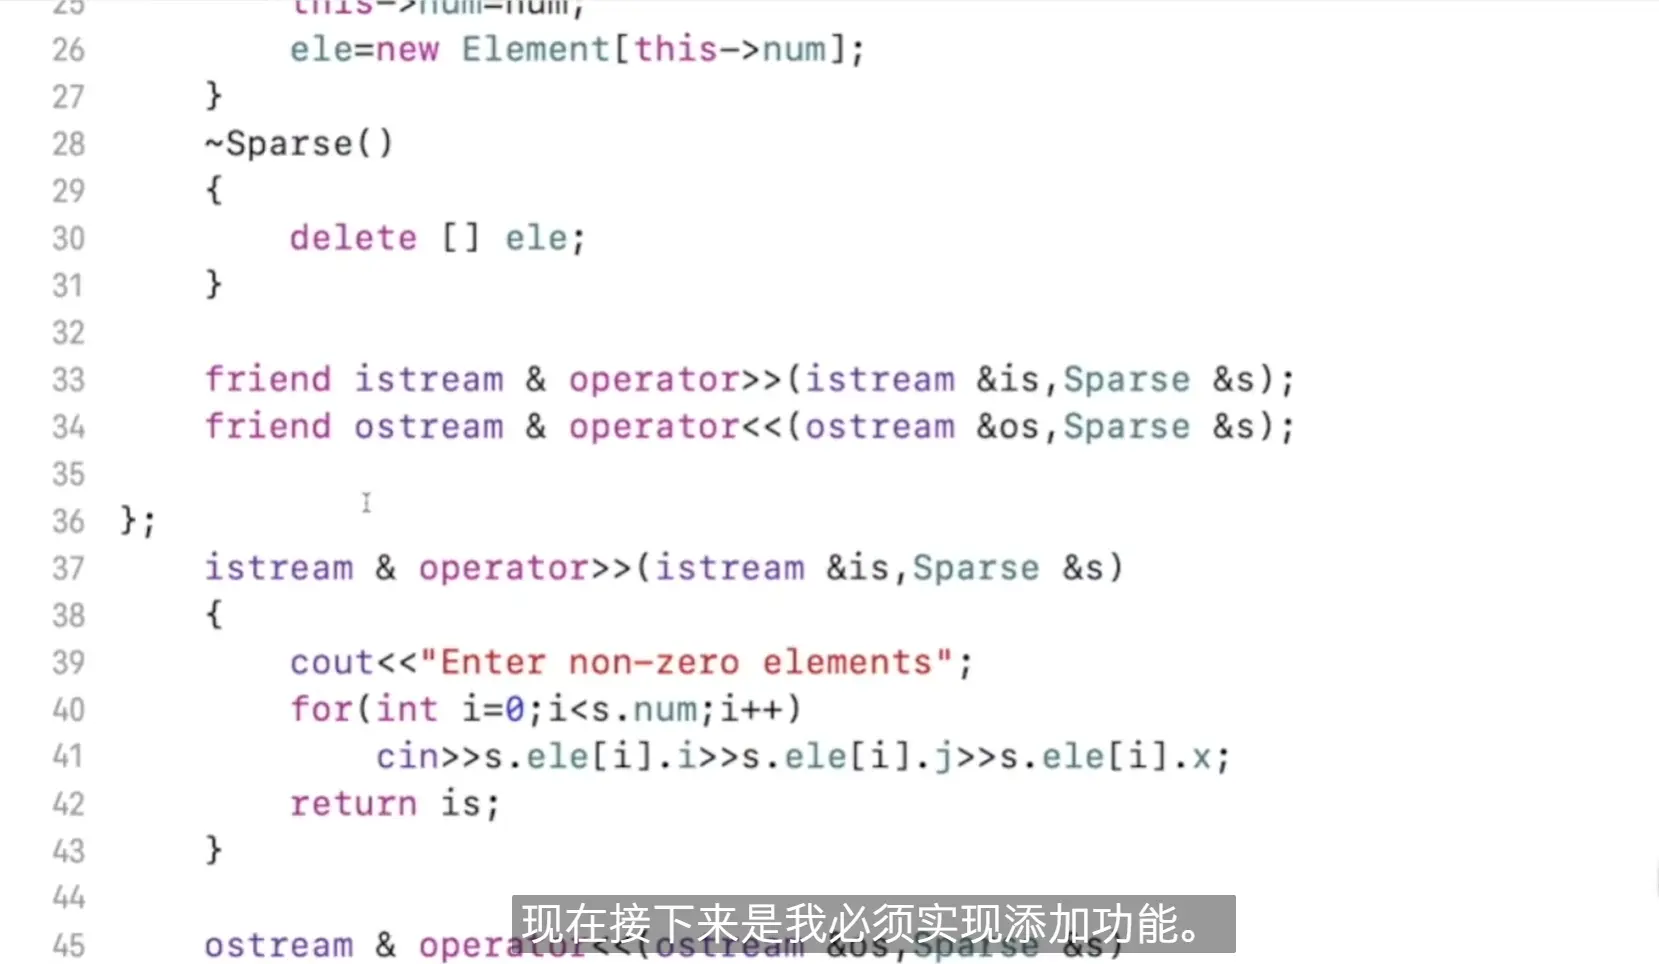 25 this->num=num;
26 ele=new Element[this->num];
27 }
28 ~Sparse()
29 {
30 delete [] ele;
31 }
32
33 friend istream & operator>>(istream &is,Sparse &s);
34 friend ostream & operator<<(ostream &os,Sparse &s);
35
36 };
37 istream & operator>>(istream &is,Sparse &s)
38 {
39 cout<<"Enter non-zero elements";
40 for(int i=0;i<s.num;i++)
41 cin>>s.ele[i].i>>s.ele[i].j>>s.ele[i].x;
42 return is;
43 }
44
45 ostream & operator<<(ostream &os,Sparse &s)
现在接下来是我必须实现添加功能。